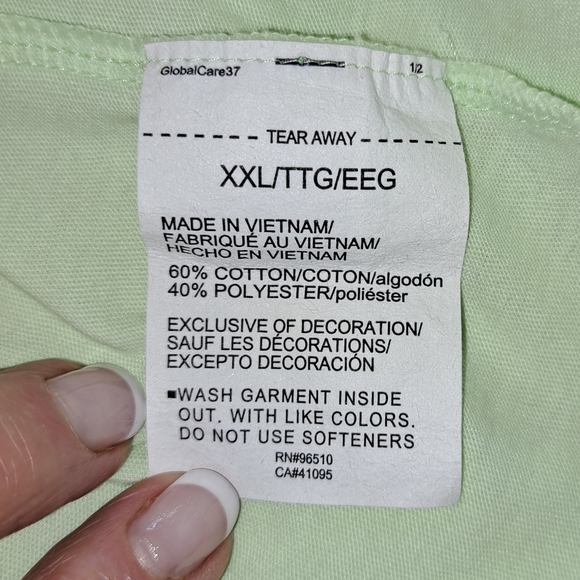 GlobalCare37 1/2
TEAR AWAY
XXL/TTG/EEG
MADE IN VIETNAM/
FABRIQUÉ AU VIETNAM/
HECHO EN VIETNAM
60% COTTON/COTON/algodón
40% POLYESTER/poliéster
EXCLUSIVE OF DECORATION/
SAUF LES DÉCORATIONS/
EXCEPTO DECORACIÓN
▪WASH GARMENT INSIDE
OUT. WITH LIKE COLORS.
DO NOT USE SOFTENERS
RN#96510
CA#41095